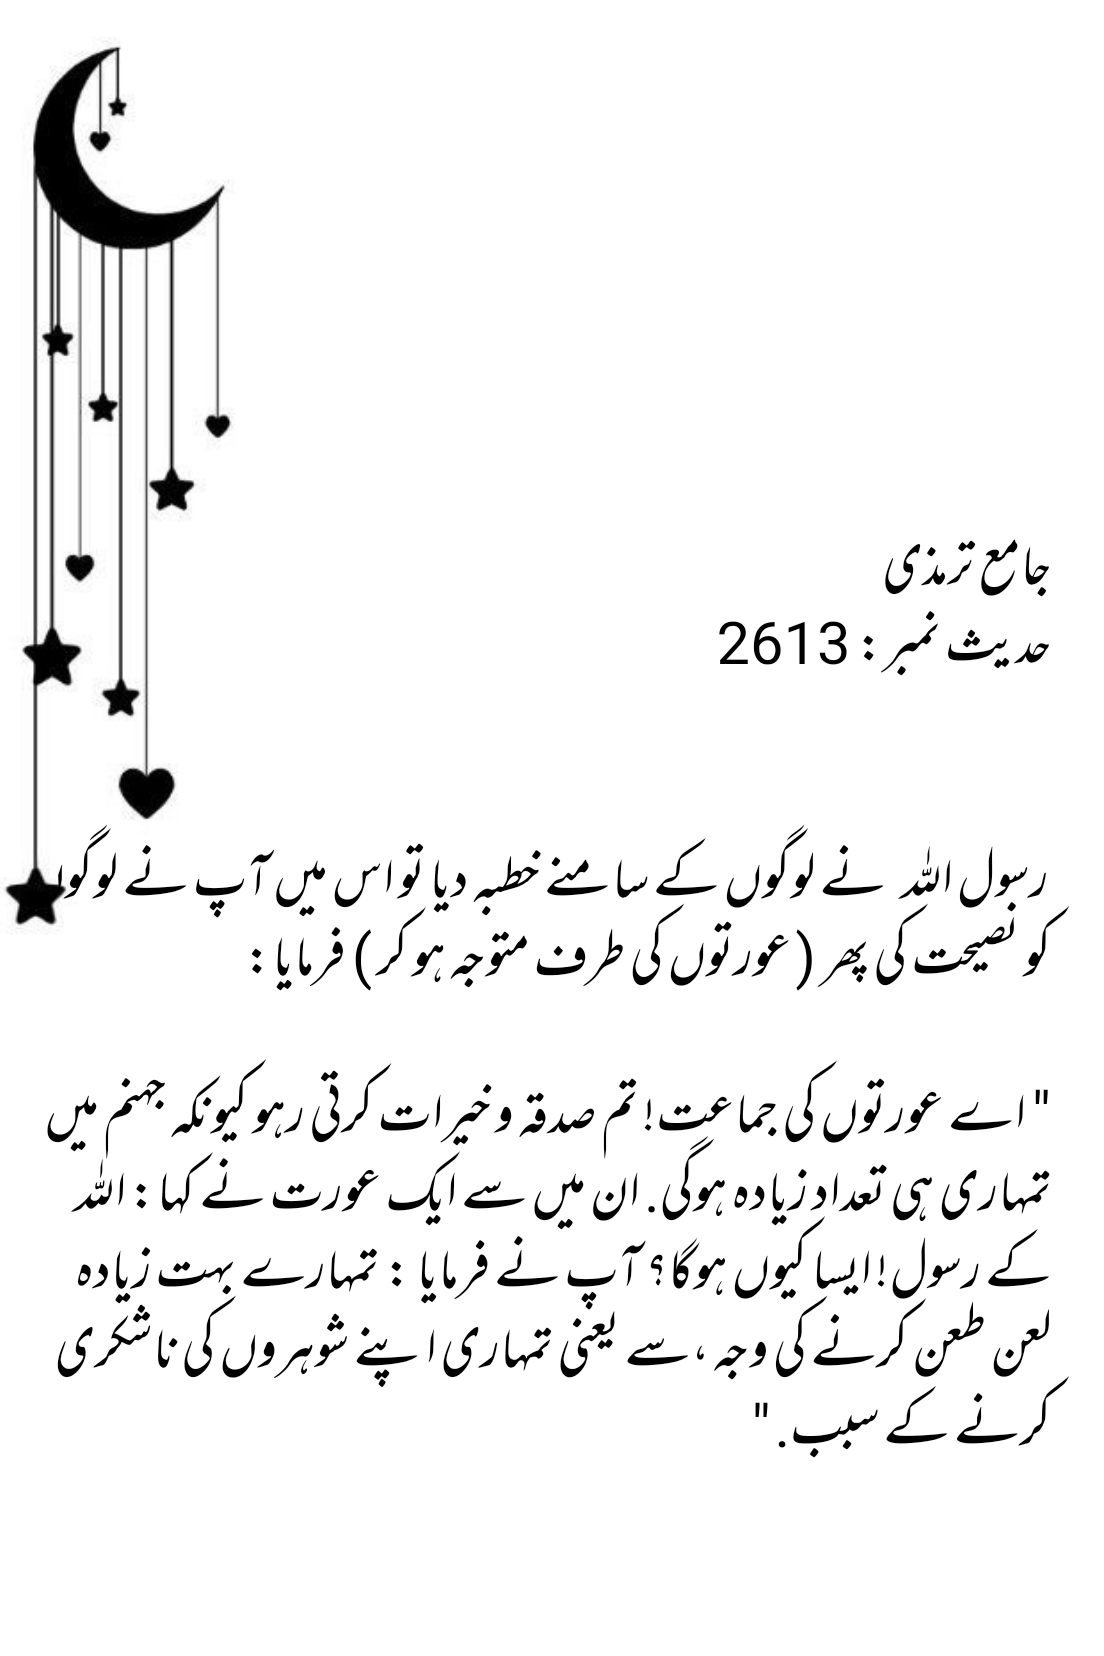 جامع ترمذی
حدیث نمبر : 2613
رسول اللہ نے لوگوں کے سامنے خطبہ دیا تو اس میں آپ نے لوگوں
کو نصیحت کی پھر ( عورتوں کی طرف متوجہ ہو کر) فرمایا :
" اے عورتوں کی جماعت! تم صدقہ و خیرات کرتی رہو کیونکہ جہنم میں
تمہاری ہی تعداد زیادہ ہوگی. ان میں سے ایک عورت نے کہا : اللہ
کے رسول! ایسا کیوں ہوگا؟ آپ نے فرمایا : تمہارے بہت زیادہ
لعن طعن کرنے کی وجہ ،سے یعنی تمہاری اپنے شوہروں کی ناشکری
کرنے کے سبب. "